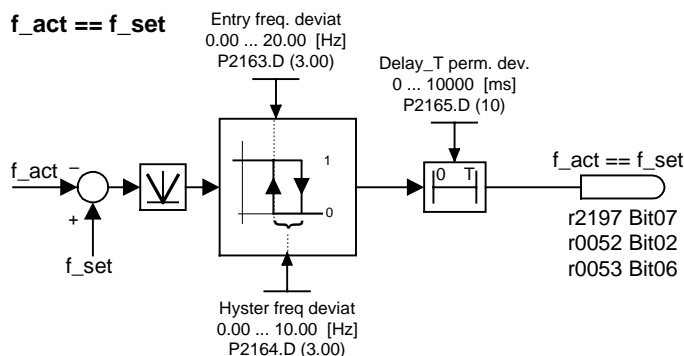 f_act == f_set
Entry freq. deviat
0.00 ... 20.00 [Hz]
P2163.D (3.00)
Delay_T perm. dev.
0 ... 10000 [ms]
P2165.D (10)
f_act
−
+
f_set
1
0
0 T
f_act == f_set
r2197 Bit07
r0052 Bit02
r0053 Bit06
Hyster freq deviat
0.00 ... 10.00 [Hz]
P2164.D (3.00)